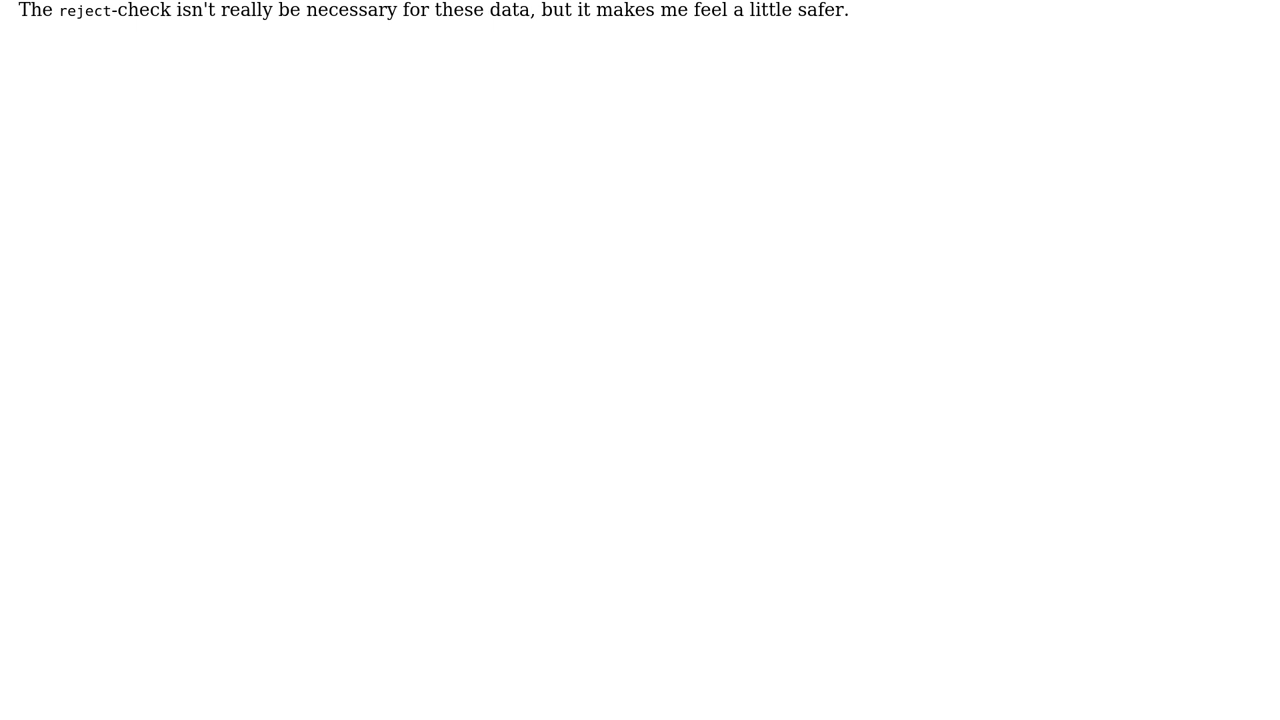 The reject-check isn't really be necessary for these data, but it makes me feel a little safer.